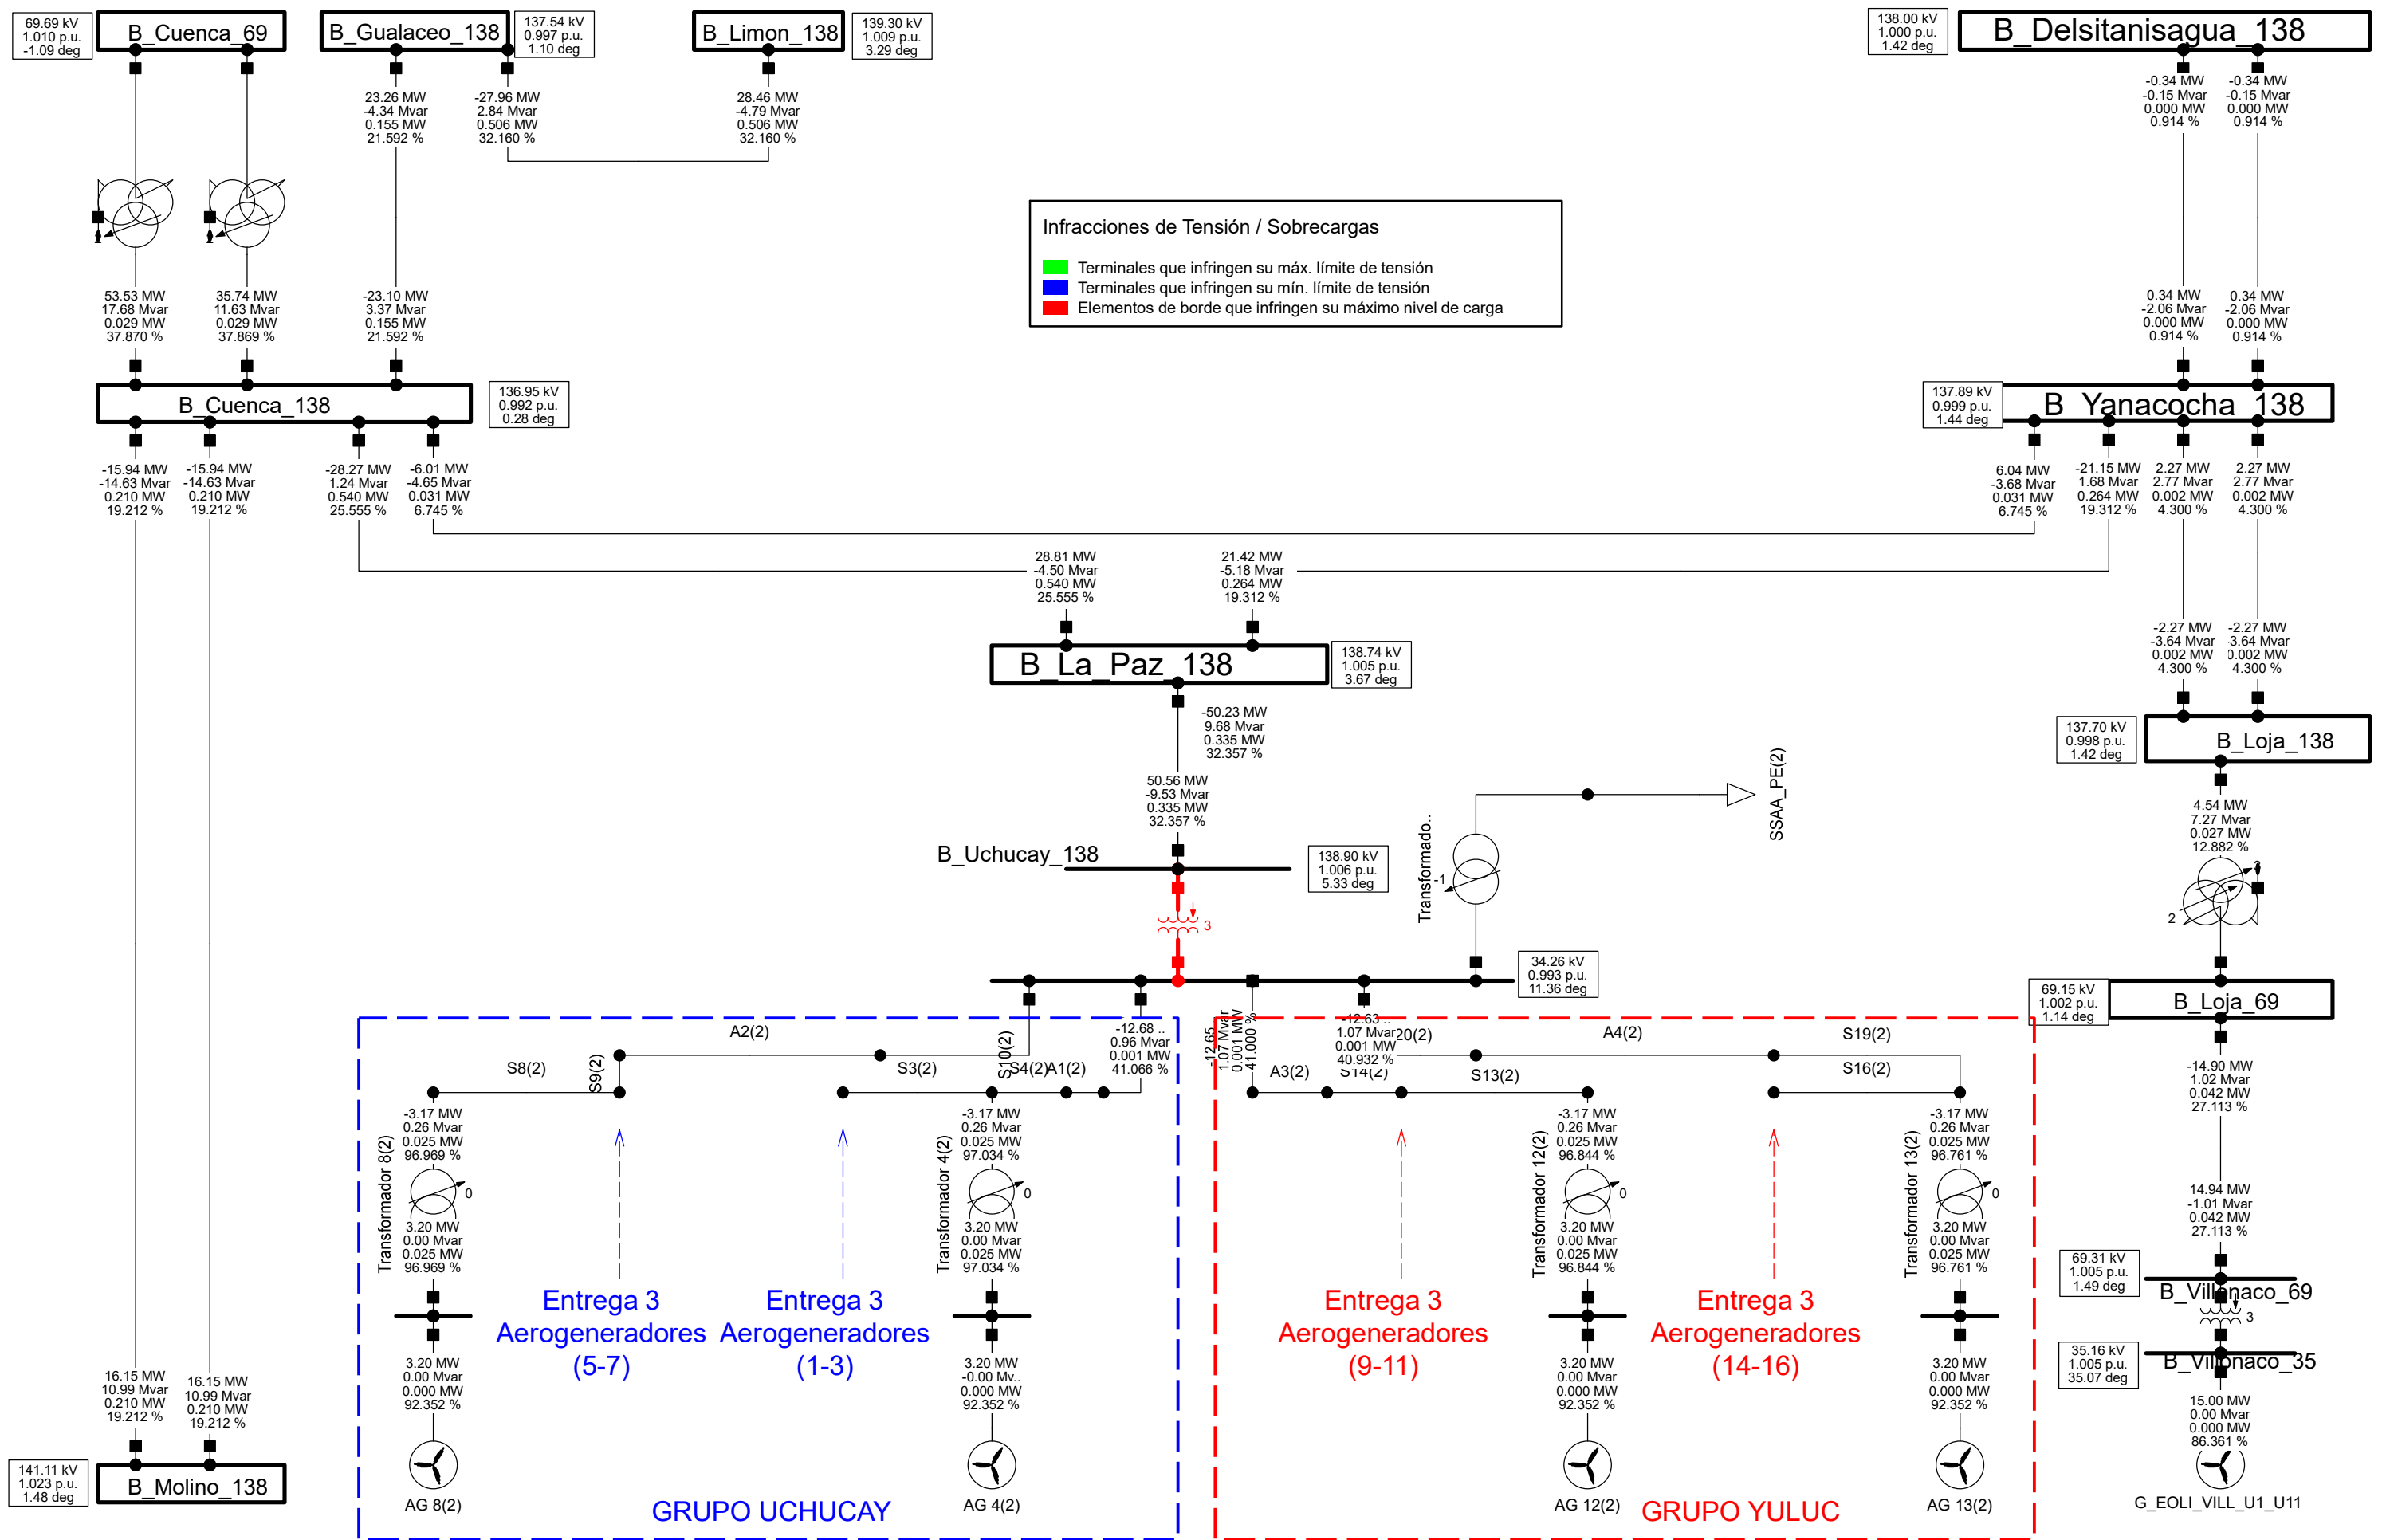 69.69 kV
1.010 p.u.
-1.09 deg
B_Cuenca_69
B_Gualaceo_138
137.54 kV
0.997 p.u.
1.10 deg
B_Limon_138
139.30 kV
1.009 p.u.
3.29 deg
138.00 kV
1.000 p.u.
1.42 deg
B_Delsitanisagua_138
23.26 MW
-4.34 Mvar
0.155 MW
21.592 %
-27.96 MW
2.84 Mvar
0.506 MW
32.160 %
28.46 MW
-4.79 Mvar
0.506 MW
32.160 %
-0.34 MW
-0.15 Mvar
0.000 MW
0.914 %
-0.34 MW
-0.15 Mvar
0.000 MW
0.914 %
Infracciones de Tensión / Sobrecargas
Terminales que infringen su máx. límite de tensión
Terminales que infringen su mín. límite de tensión
Elementos de borde que infringen su máximo nivel de carga
53.53 MW
17.68 Mvar
0.029 MW
37.870 %
35.74 MW
11.63 Mvar
0.029 MW
37.869 %
-23.10 MW
3.37 Mvar
0.155 MW
21.592 %
0.34 MW
-2.06 Mvar
0.000 MW
0.914 %
0.34 MW
-2.06 Mvar
0.000 MW
0.914 %
B_Cuenca_138
136.95 kV
0.992 p.u.
0.28 deg
137.89 kV
0.999 p.u.
1.44 deg
B_Yanacocha_138
-15.94 MW
-14.63 Mvar
0.210 MW
19.212 %
-15.94 MW
-14.63 Mvar
0.210 MW
19.212 %
-28.27 MW
1.24 Mvar
0.540 MW
25.555 %
-6.01 MW
-4.65 Mvar
0.031 MW
6.745 %
6.04 MW
-3.68 Mvar
0.031 MW
6.745 %
-21.15 MW
1.68 Mvar
0.264 MW
19.312 %
2.27 MW
2.77 Mvar
0.002 MW
4.300 %
2.27 MW
2.77 Mvar
0.002 MW
4.300 %
28.81 MW
-4.50 Mvar
0.540 MW
25.555 %
21.42 MW
-5.18 Mvar
0.264 MW
19.312 %
B_La_Paz_138
138.74 kV
1.005 p.u.
3.67 deg
-2.27 MW
-3.64 Mvar
0.002 MW
4.300 %
-2.27 MW
3.64 Mvar
0.002 MW
4.300 %
-50.23 MW
9.68 Mvar
0.335 MW
32.357 %
137.70 kV
0.998 p.u.
1.42 deg
B_Loja_138
50.56 MW
-9.53 Mvar
0.335 MW
32.357 %
SSAA_PE(2)
4.54 MW
7.27 Mvar
0.027 MW
12.882 %
B_Uchucay_138
138.90 kV
1.006 p.u.
5.33 deg
Transformado..
-1
3
2
34.26 kV
0.993 p.u.
11.36 deg
69.15 kV
1.002 p.u.
1.14 deg
B_Loja_69
A2(2)
S10(2)
-12.68 ..
0.96 Mvar
0.001 MW
41.066 %
-12.65
1.07 Mvar
0.001 MW
41.000 %
-12.63 ..
1.07 Mvar
0.001 MW
40.932 %
20(2)
A4(2)
S19(2)
S8(2)
S9(2)
S3(2)
S4(2)
A1(2)
A3(2)
S14(2)
S13(2)
S16(2)
-14.90 MW
1.02 Mvar
0.042 MW
27.113 %
Transformador 8(2)
-3.17 MW
0.26 Mvar
0.025 MW
96.969 %
0
3.20 MW
0.00 Mvar
0.025 MW
96.969 %
Transformador 4(2)
-3.17 MW
0.26 Mvar
0.025 MW
97.034 %
0
3.20 MW
0.00 Mvar
0.025 MW
97.034 %
Transformador 12(2)
-3.17 MW
0.26 Mvar
0.025 MW
96.844 %
0
3.20 MW
0.00 Mvar
0.025 MW
96.844 %
Transformador 13(2)
-3.17 MW
0.26 Mvar
0.025 MW
96.761 %
0
3.20 MW
0.00 Mvar
0.025 MW
96.761 %
14.94 MW
-1.01 Mvar
0.042 MW
27.113 %
69.31 kV
1.005 p.u.
1.49 deg
B_Villonaco_69
3
35.16 kV
1.005 p.u.
35.07 deg
B_Villonaco_35
Entrega 3
Aerogeneradores
(5-7)
Entrega 3
Aerogeneradores
(1-3)
Entrega 3
Aerogeneradores
(9-11)
Entrega 3
Aerogeneradores
(14-16)
3.20 MW
0.00 Mvar
0.000 MW
92.352 %
3.20 MW
-0.00 Mv..
0.000 MW
92.352 %
3.20 MW
0.00 Mvar
0.000 MW
92.352 %
3.20 MW
0.00 Mvar
0.000 MW
92.352 %
15.00 MW
0.00 Mvar
0.000 MW
86.361 %
16.15 MW
10.99 Mvar
0.210 MW
19.212 %
16.15 MW
10.99 Mvar
0.210 MW
19.212 %
141.11 kV
1.023 p.u.
1.48 deg
B_Molino_138
AG 8(2)
GRUPO UCHUCAY
AG 4(2)
AG 12(2)
GRUPO YULUC
AG 13(2)
G_EOLI_VILL_U1_U11